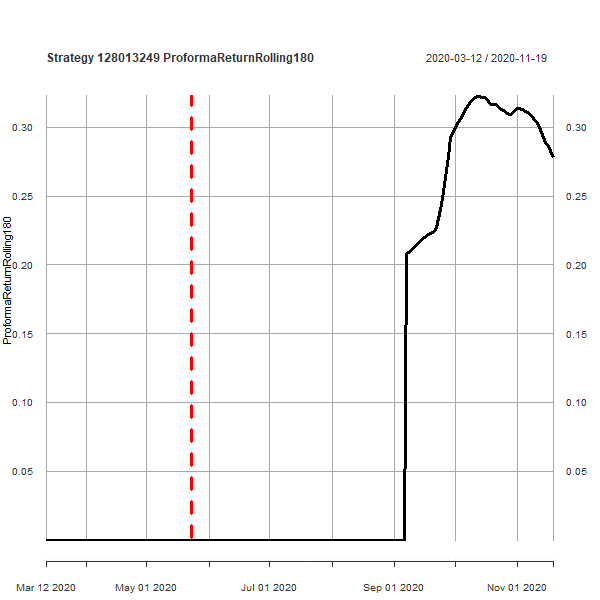 Strategy 128013249 ProformaReturnRolling180
2020-03-12 / 2020-11-19
ProformaReturnRolling180
0.30
0.25
0.20
0.15
0.10
0.05
0.30
0.25
0.20
0.15
0.10
0.05
Mar 12 2020
May 01 2020
Jul 01 2020
Sep 01 2020
Nov 01 2020